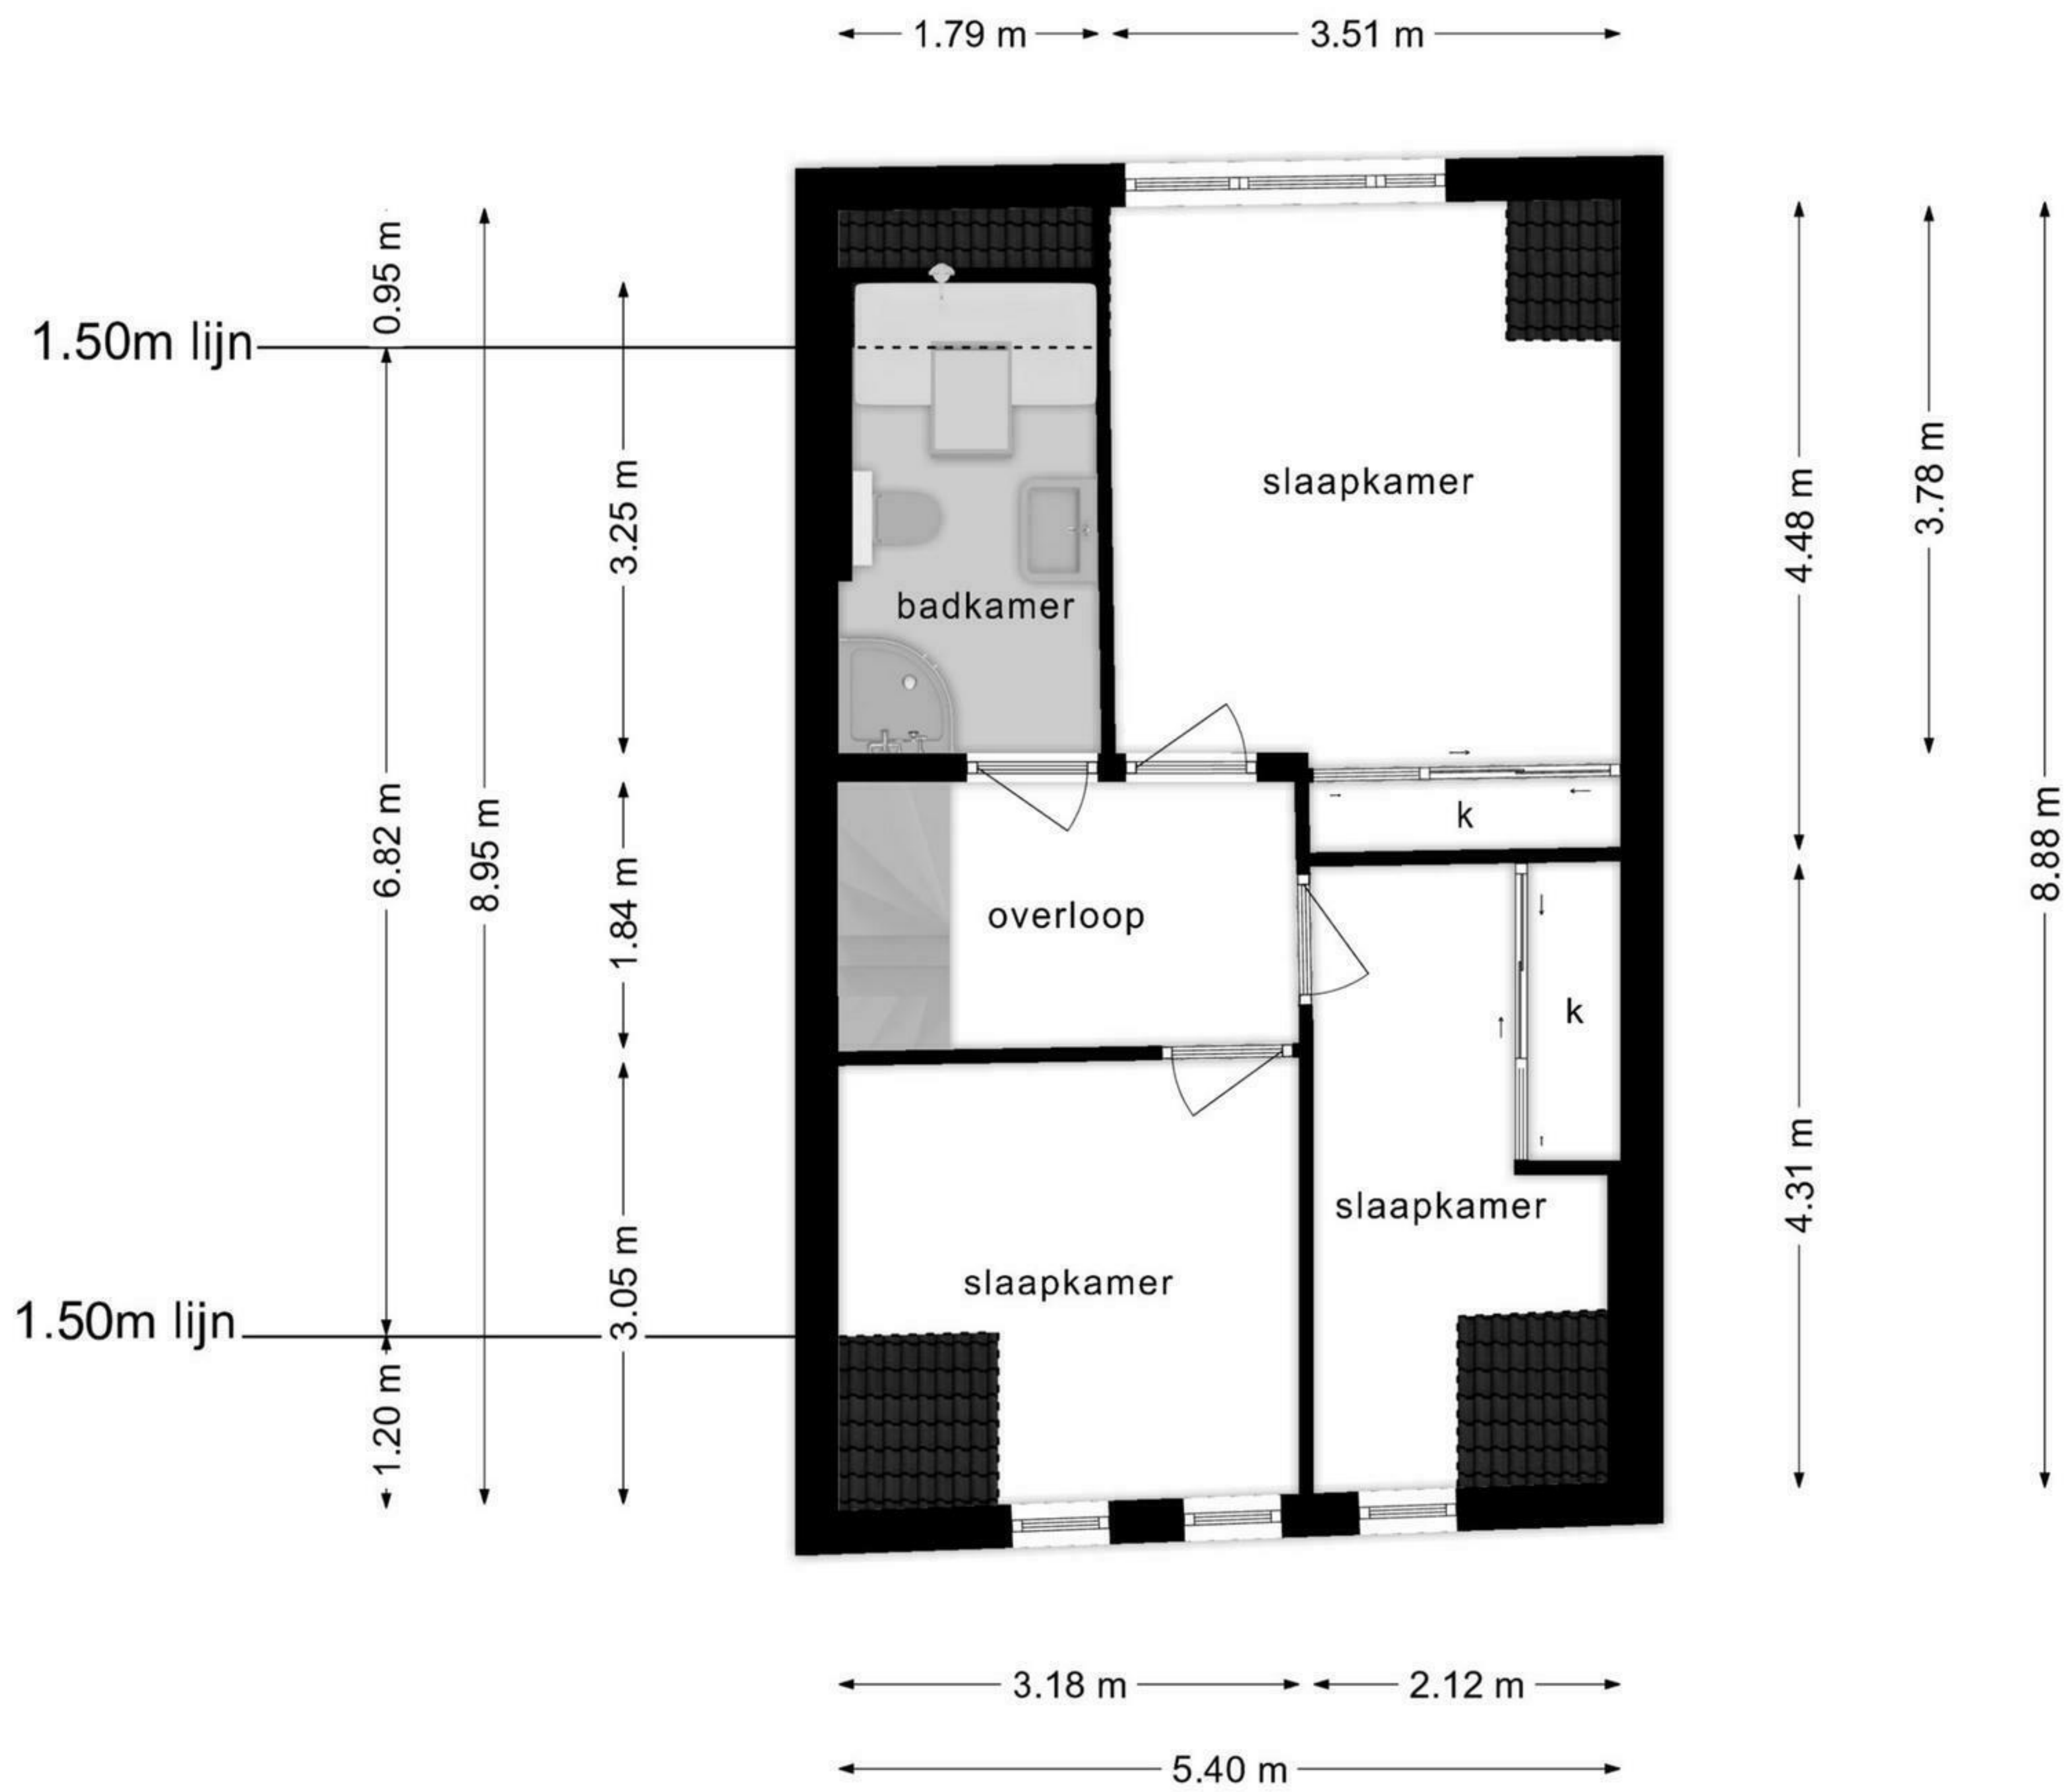 1.79 m
3.51 m
0.95 m
1.50m lijn
6.82 m
8.95 m
3.25 m
1.84 m
3.05 m
1.50m lijn
1.20 m
slaapkamer
badkamer
k
overloop
k
slaapkamer
slaapkamer
4.48 m
3.78 m
8.88 m
4.31 m
3.18 m
2.12 m
5.40 m